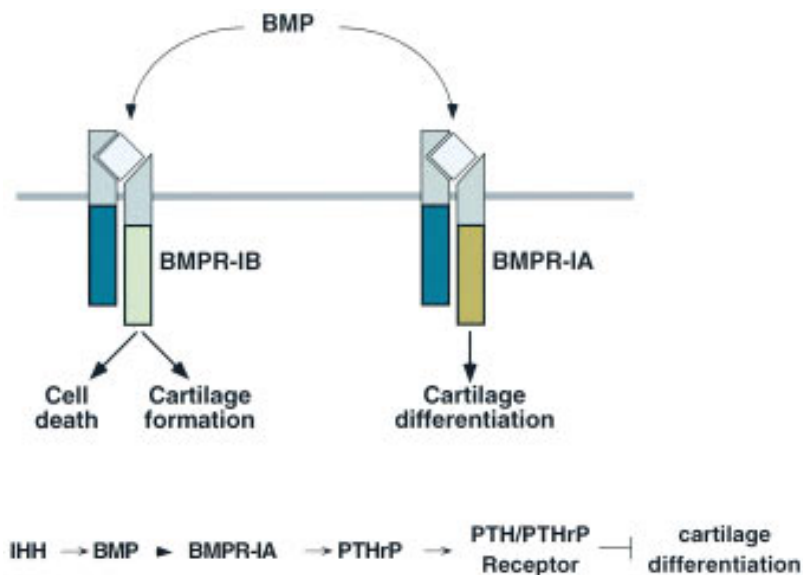 BMP
BMPR-IB
BMPR-IA
Cell death
Cartilage formation
Cartilage differentiation
IHH → BMP ► BMPR-IA → PTHrP → PTH/PTHrP Receptor ⊣ cartilage differentiation